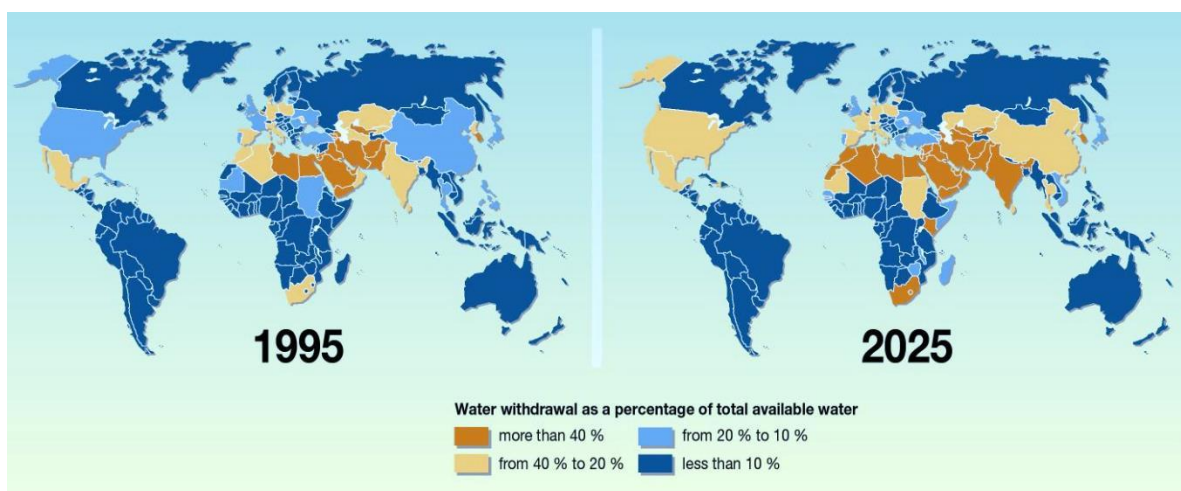 1995
2025
Water withdrawal as a percentage of total available water
more than 40 %
from 20 % to 10 %
from 40 % to 20 %
less than 10 %